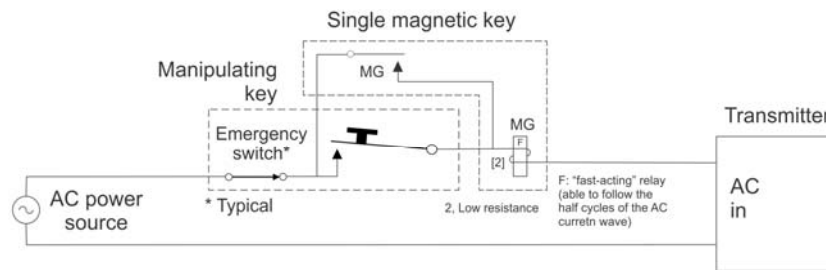 Single magnetic key
MG
Manipulating
key
Emergency
switch*
MG
F
[2]
Transmitter
AC power
source
* Typical
2, Low resistance
F: “fast-acting” relay
(able to follow the
half cycles of the AC
curretn wave)
AC
in